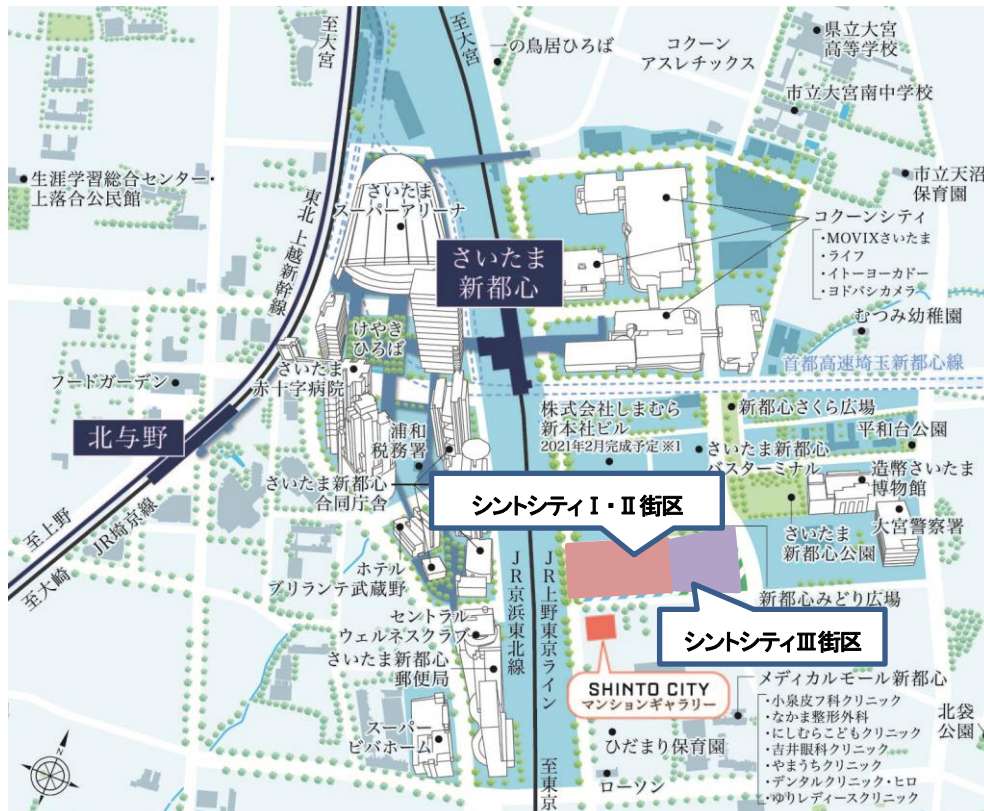 至大宮
至大宮
一の鳥居ひろば
コクーン
アスレチックス
県立大宮
高等学校
市立大宮南中学校
市立天沼
保育園
生涯学習総合センター・
上落合公民館
東北 上越新幹線
さいたま
スーパーアリーナ
さいたま
新都心
コクーンシティ
・MOVIXさいたま
・ライフ
・イトーヨーカドー
・ヨドバシカメラ
むつみ幼稚園
けやき
ひろば
首都高速埼玉新都心線
フードガーデン
さいたま
赤十字病院
北与野
浦和
税務署
さいたま新都心
合同庁舎
株式会社しまむら
新本社ビル
2021年2月完成予定 ※1
新都心さくら広場
さいたま新都心
バスターミナル
平和台公園
造幣さいたま
博物館
大宮警察署
さいたま
新都心公園
シントシティⅠ・Ⅱ街区
至上野
JR埼京線
至大崎
ホテル
ブリランテ武蔵野
JR京浜東北線
JR上野東京ライン
新都心みどり広場
シントシティⅢ街区
セントラル
ウェルネスクラブ
さいたま新都心
郵便局
SHINTO CITY
マンションギャラリー
メディカルモール新都心
・小泉皮フ科クリニック
・なかま整形外科
・にしむらこどもクリニック
・吉井眼科クリニック
・やまうちクリニック
・デンタルクリニック・ヒロ
・ゆりレディースクリニック
北袋
公園
スーパー
ビバホーム
ひだまり保育園
ローソン
至東京
N